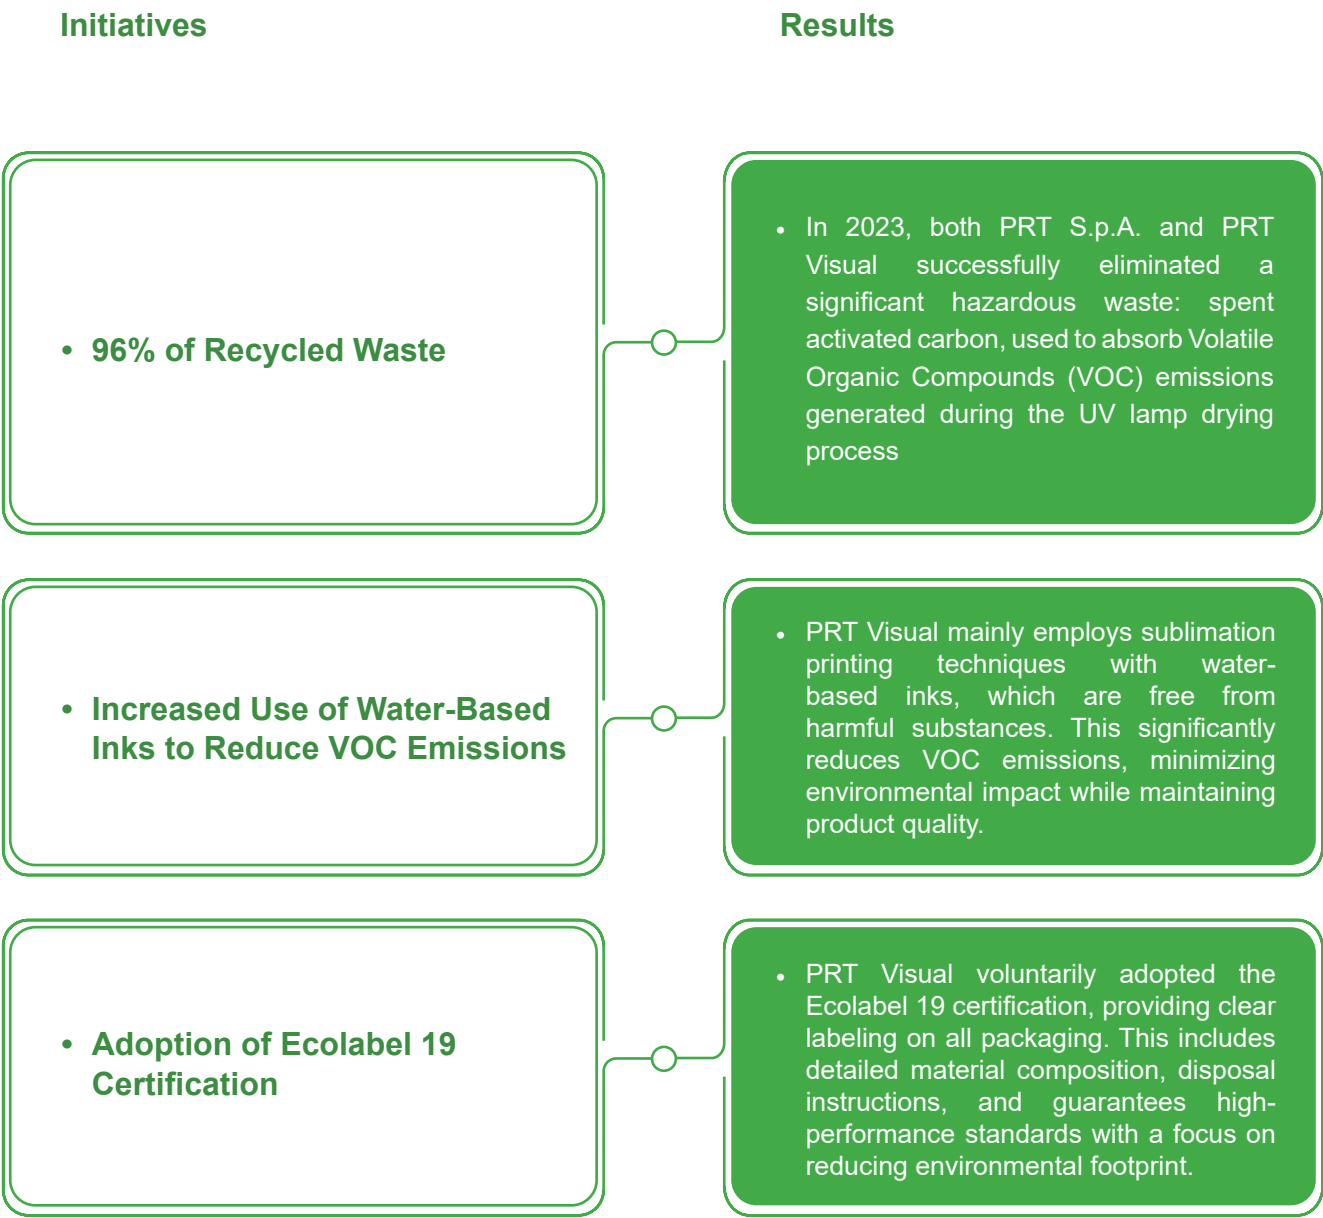 Initiatives
Results
• 96% of Recycled Waste
• In 2023, both PRT S.p.A. and PRT
Visual successfully eliminated a
significant hazardous waste: spent
activated carbon, used to absorb Volatile
Organic Compounds (VOC) emissions
generated during the UV lamp drying
process
• Increased Use of Water-Based
Inks to Reduce VOC Emissions
• PRT Visual mainly employs sublimation
printing techniques with water-
based inks, which are free from
harmful substances. This significantly
reduces VOC emissions, minimizing
environmental impact while maintaining
product quality.
• Adoption of Ecolabel 19
Certification
• PRT Visual voluntarily adopted the
Ecolabel 19 certification, providing clear
labeling on all packaging. This includes
detailed material composition, disposal
instructions, and guarantees high-
performance standards with a focus on
reducing environmental footprint.